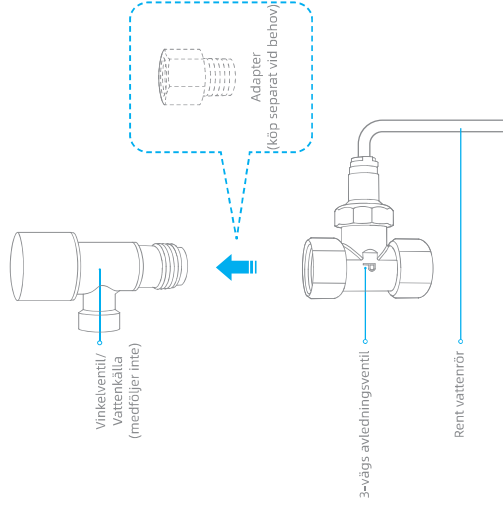 Adapter
(köp separat vid behov)
Vinkelventil/
Vattenkälla
(medföljer inte)
3-vägs avledningsventil
Rent vattenrör